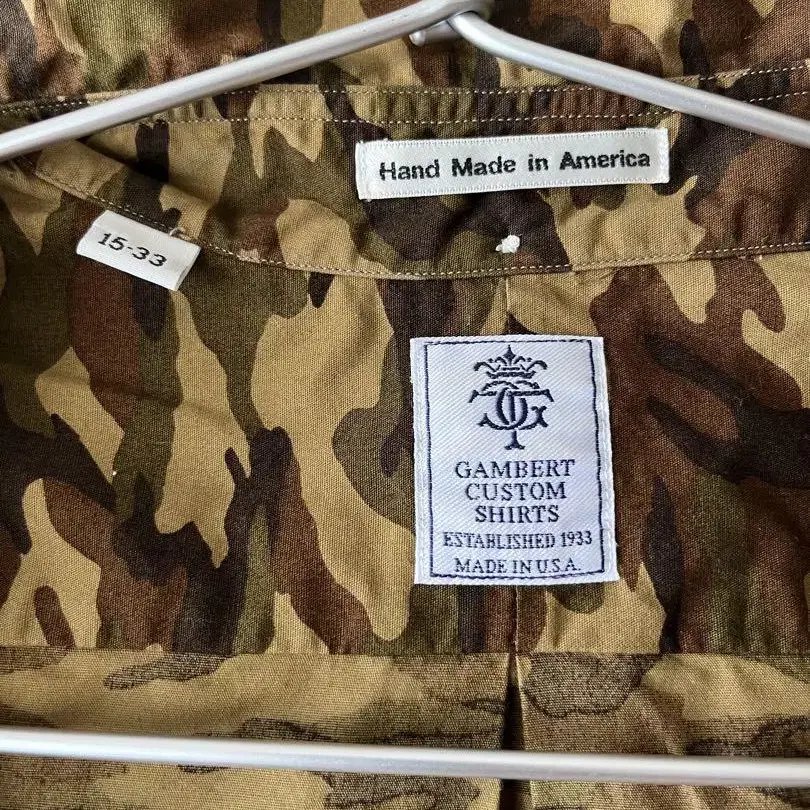 Hand Made in America
15-33
GAMBERT
CUSTOM
SHIRTS
ESTABLISHED 1933
MADE IN U.S.A.